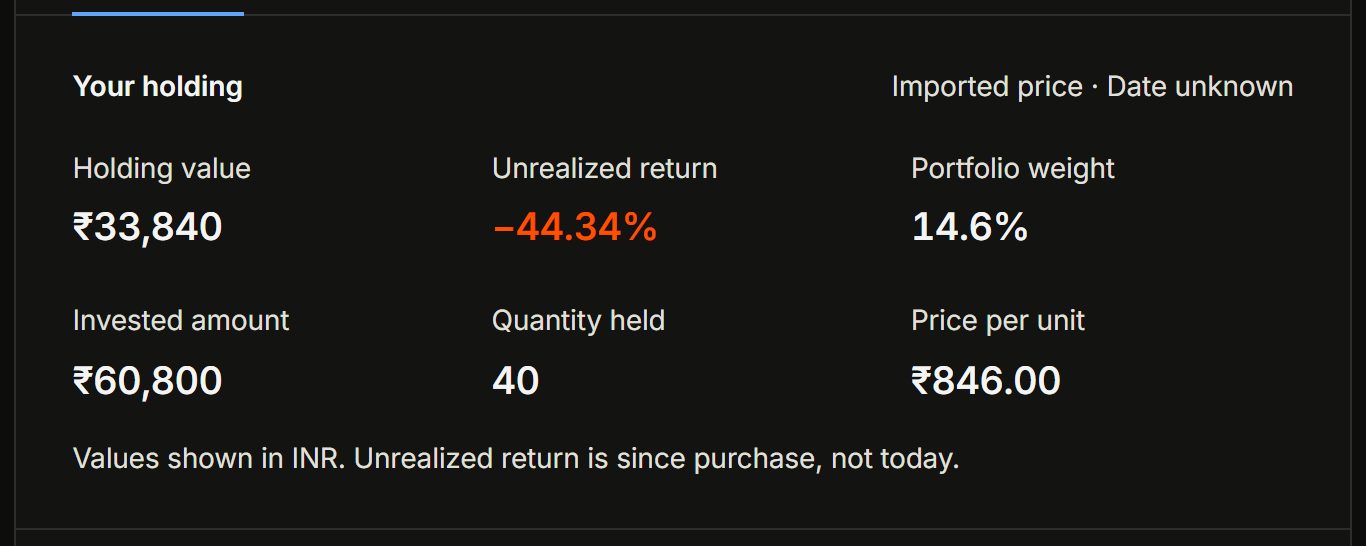 Your holding
Imported price · Date unknown
Holding value
Unrealized return
Portfolio weight
₹33,840
−44.34%
14.6%
Invested amount
Quantity held
Price per unit
₹60,800
40
₹846.00
Values shown in INR. Unrealized return is since purchase, not today.